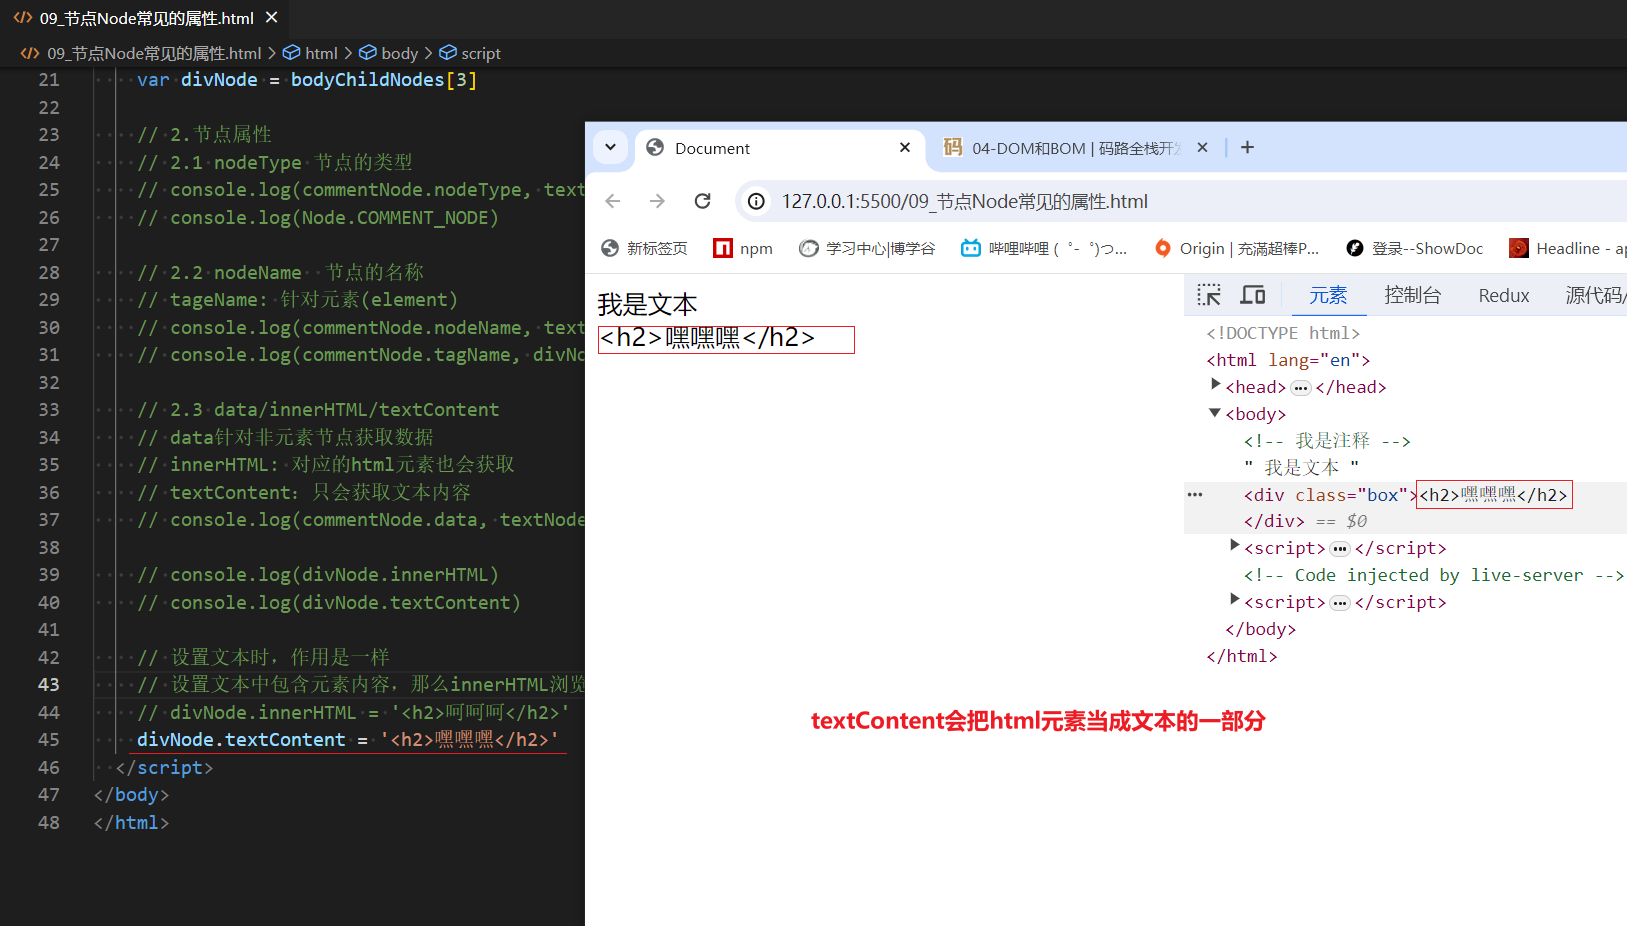 09_节点Node常见的属性.html
09_节点Node常见的属性.html > html > body > script
21 var divNode = bodyChildNodes[3]
22
23 // 2.节点属性
24 // 2.1 nodeType 节点的类型
25 // console.log(commentNode.nodeType, text
26 // console.log(Node.COMMENT_NODE)
27
28 // 2.2 nodeName  节点的名称
29 // tageName: 针对元素(element)
30 // console.log(commentNode.nodeName, text
31 // console.log(commentNode.tagName, divNo
32
33 // 2.3 data/innerHTML/textContent
34 // data针对非元素节点获取数据
35 // innerHTML: 对应的html元素也会获取
36 // textContent: 只会获取文本内容
37 // console.log(commentNode.data, textNode
38
39 // console.log(divNode.innerHTML)
40 // console.log(divNode.textContent)
41
42 // 设置文本时, 作用是一样
43 // 设置文本中包含元素内容, 那么innerHTML浏览
44 // divNode.innerHTML = '<h2>呵呵呵</h2>'
45 divNode.textContent = '<h2>嘿嘿嘿</h2>'
46 </script>
47 </body>
48 </html>
Document
04-DOM和BOM | 码路全栈开发
127.0.0.1:5500/09_节点Node常见的属性.html
新标签页 npm 学习中心|博学谷 哔哩哔哩 ( ゜- ゜)つ... Origin | 充滿超棒P... 登录--ShowDoc Headline - ap
我是文本
<h2>嘿嘿嘿</h2>
元素 控制台 Redux 源代码/
<!DOCTYPE html>
<html lang="en">
<head>…</head>
<body>
<!-- 我是注释 -->
" 我是文本 "
<div class="box"><h2>嘿嘿嘿</h2>
</div> == $0
<script>…</script>
<!-- Code injected by live-server -->
<script>…</script>
</body>
</html>
textContent会把html元素当成文本的一部分